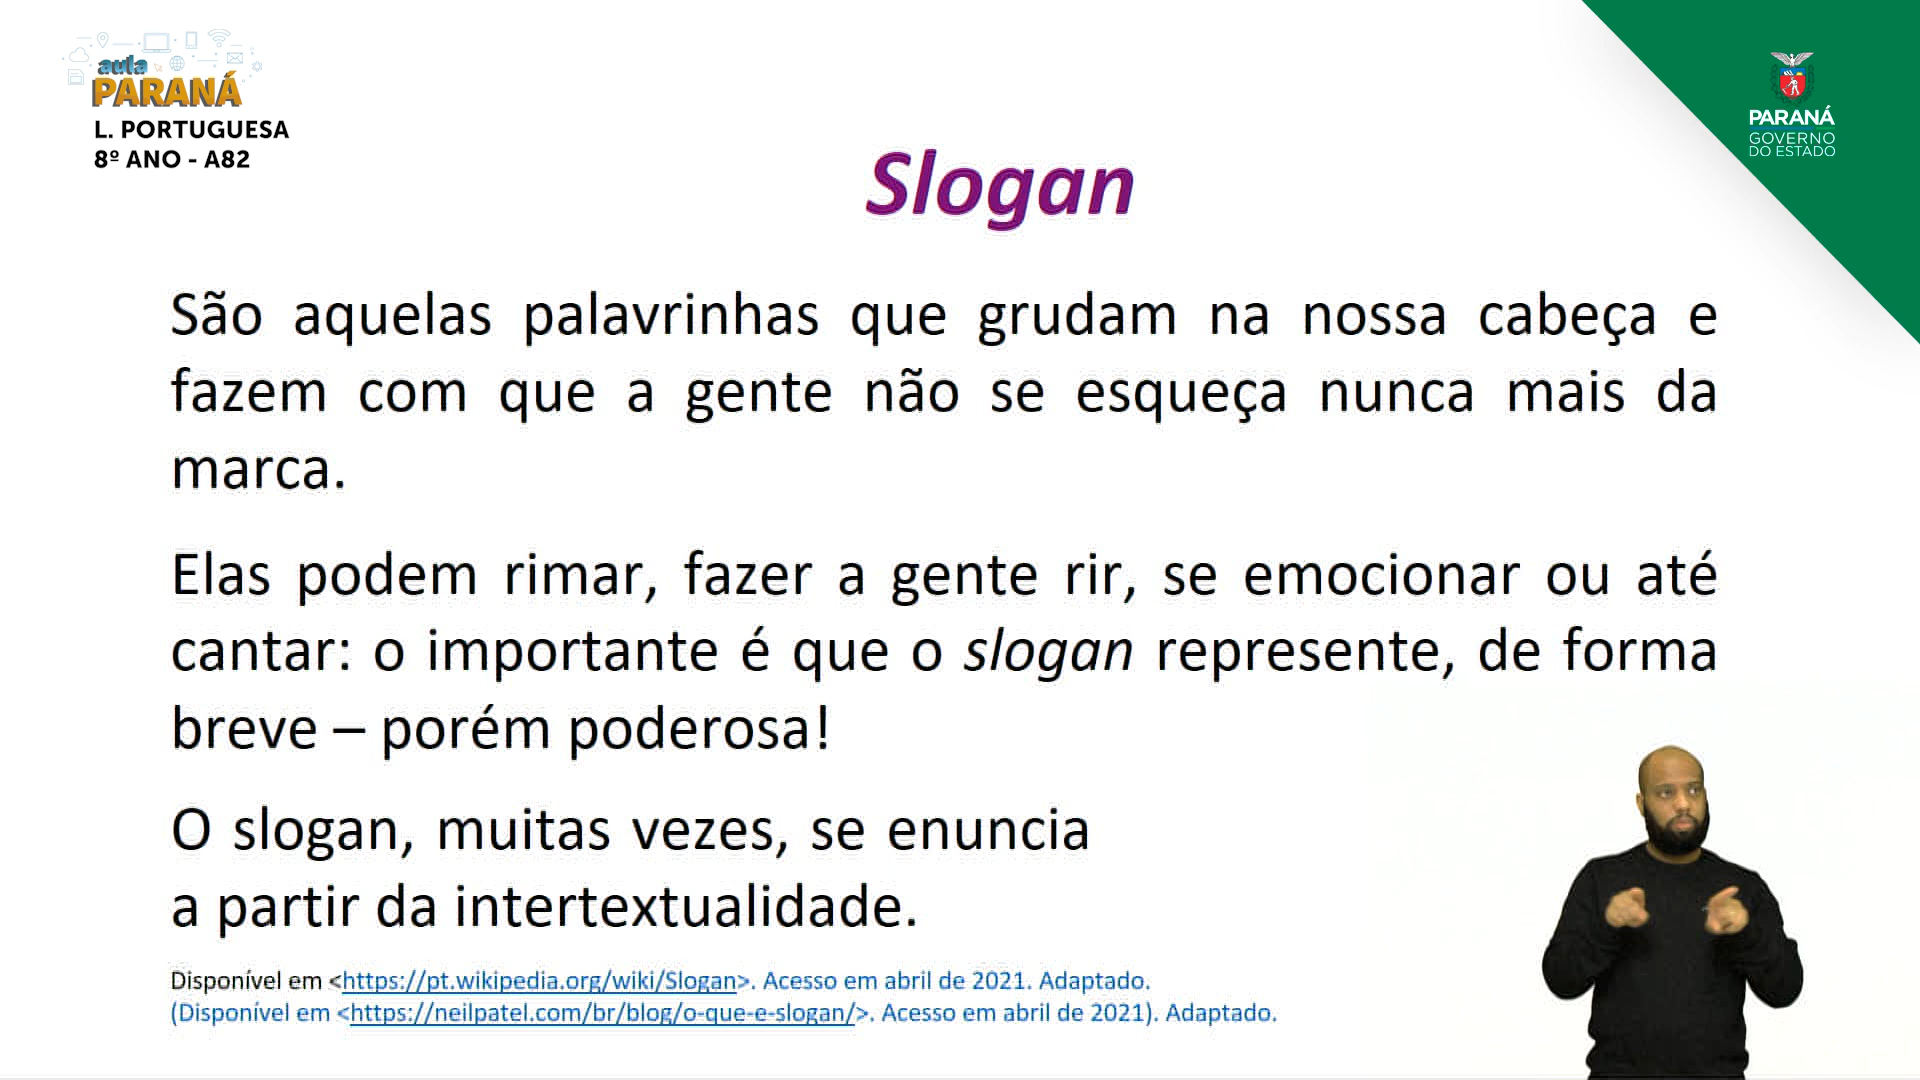 aula
PARANÁ
L. PORTUGUESA
8º ANO - A82
PARANÁ
GOVERNO
DO ESTADO
Slogan
São aquelas palavrinhas que grudam na nossa cabeça e
fazem com que a gente não se esqueça nunca mais da
marca.
Elas podem rimar, fazer a gente rir, se emocionar ou até
cantar: o importante é que o slogan represente, de forma
breve – porém poderosa!
O slogan, muitas vezes, se enuncia
a partir da intertextualidade.
Disponível em <https://pt.wikipedia.org/wiki/Slogan>. Acesso em abril de 2021. Adaptado.
(Disponível em <https://neilpatel.com/br/blog/o-que-e-slogan/>. Acesso em abril de 2021). Adaptado.